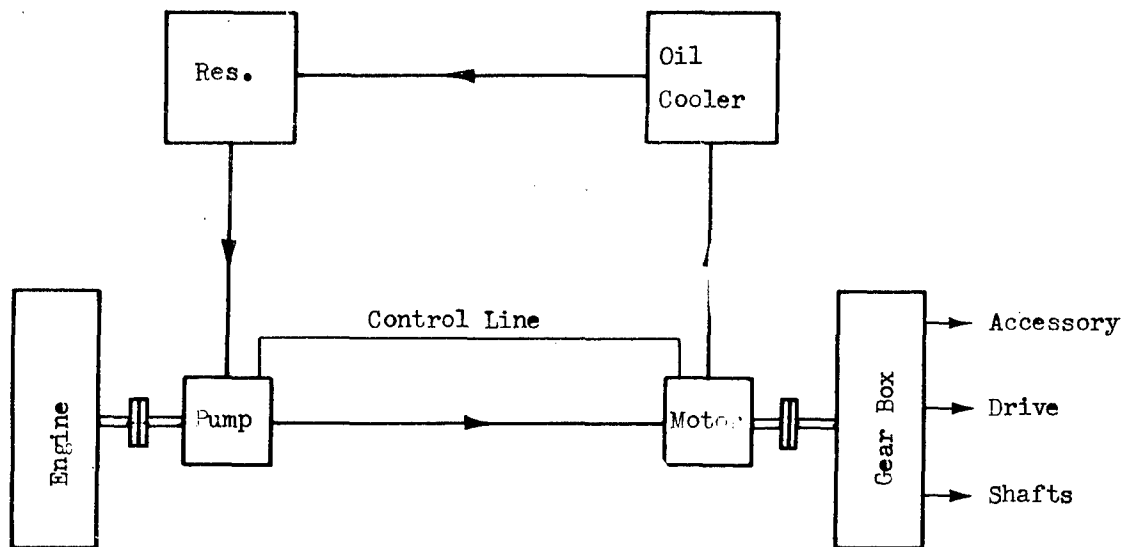 Res.
Oil
Cooler
Control Line
Engine
Pump
Motor
Gear Box
Accessory
Drive
Shafts